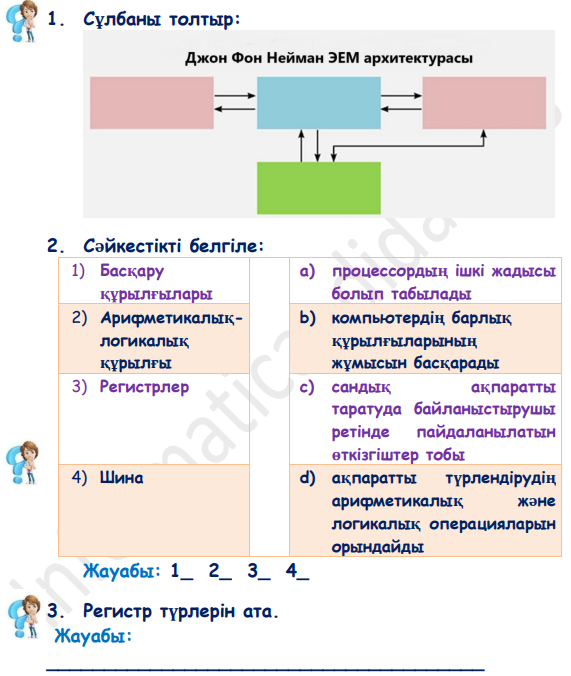 1. Сұлбаны толтыр:
Джон Фон Нейман ЭЕМ архитектурасы
2. Сәйкестікті белгіле:
1) Басқару
құрылғылары
a) процессордың ішкі жадысы
болып табылады
2) Арифметикалық-
логикалық
құрылғы
b) компьютердің барлық
құрылғыларының
жұмысын басқарады
3) Регистрлер
c) сандық ақпаратты
таратуда байланыстырушы
ретінде пайдаланылатын
өткізгіштер тобы
4) Шина
d) ақпаратты түрлендірудің
арифметикалық және
логикалық операцияларын
орындайды
Жауабы: 1_ 2_ 3_ 4_
3. Регистр түрлерін ата.
Жауабы: